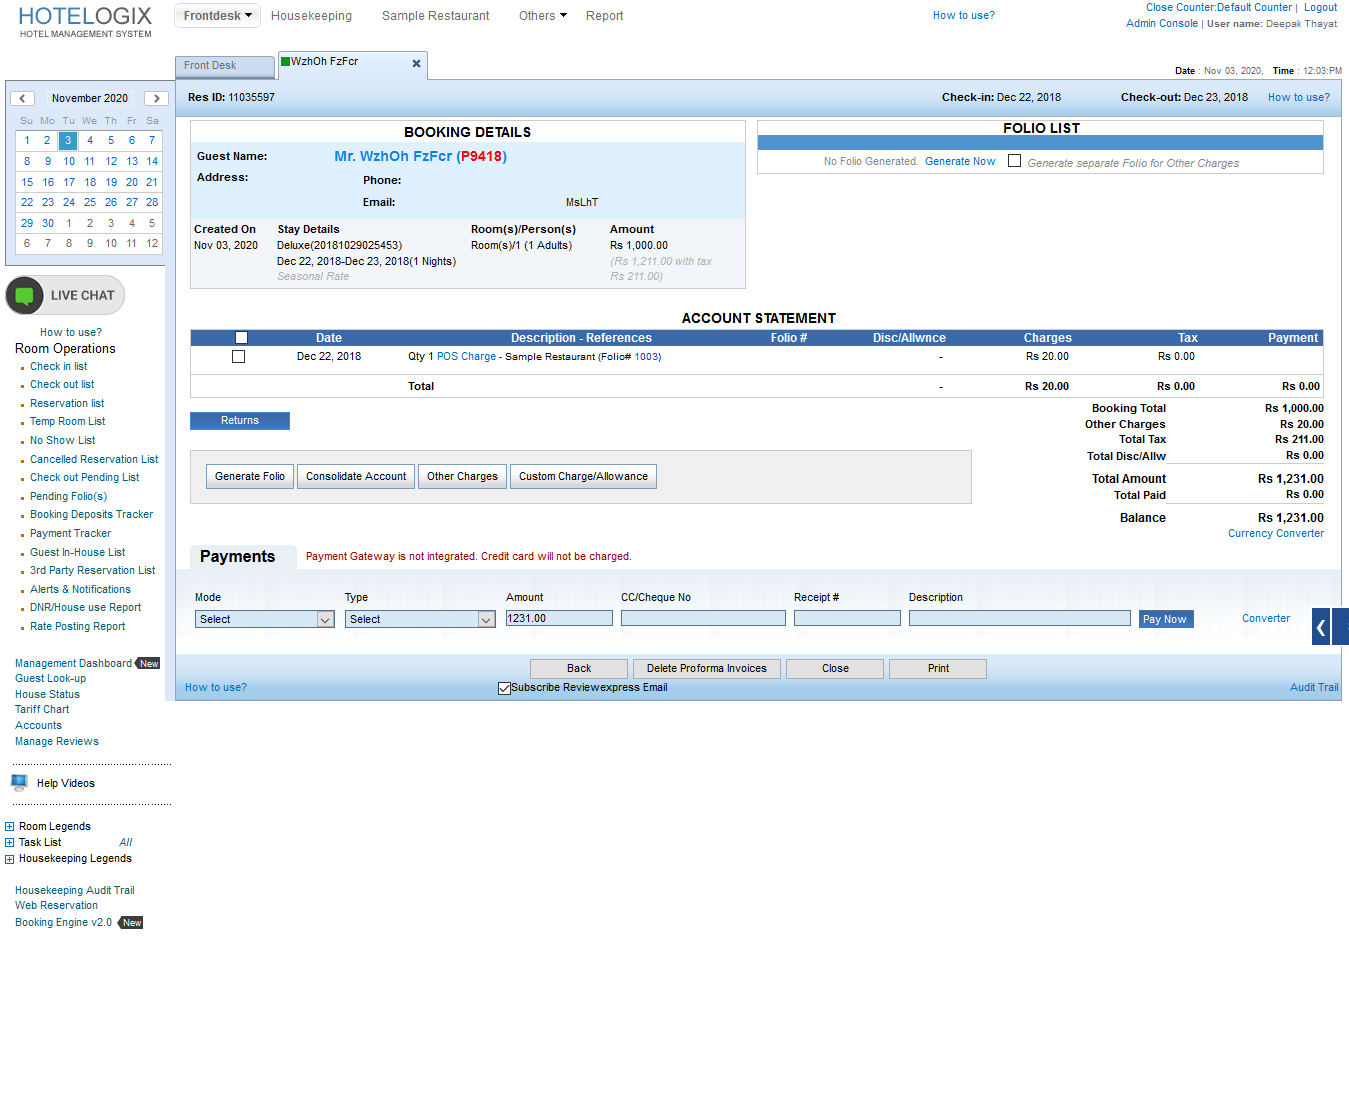 HOTELOGIX
HOTEL MANAGEMENT SYSTEM
Frontdesk
Housekeeping
Sample Restaurant
Others
Report
How to use?
Close Counter:Default Counter | Logout
Admin Console | User name: Deepak Thayat
Front Desk
WzhOh FzFcr
Date : Nov 03, 2020, Time : 12:03:PM
November 2020
Su Mo Tu We Th Fr Sa
1 2 3 4 5 6 7
8 9 10 11 12 13 14
15 16 17 18 19 20 21
22 23 24 25 26 27 28
29 30 1 2 3 4 5
6 7 8 9 10 11 12
LIVE CHAT
How to use?
Room Operations
Check in list
Check out list
Reservation list
Temp Room List
No Show List
Cancelled Reservation List
Check out Pending List
Pending Folio(s)
Booking Deposits Tracker
Payment Tracker
Guest In-House List
3rd Party Reservation List
Alerts & Notifications
DNR/House use Report
Rate Posting Report
Management Dashboard New
Guest Look-up
House Status
Tariff Chart
Accounts
Manage Reviews
Help Videos
Room Legends
Task List All
Housekeeping Legends
Housekeeping Audit Trail
Web Reservation
Booking Engine v2.0 New
Res ID: 11035597
Check-in: Dec 22, 2018
Check-out: Dec 23, 2018
How to use?
BOOKING DETAILS
Guest Name: Mr. WzhOh FzFcr (P9418)
Address:
Phone:
Email: MsLhT
Created On Stay Details Room(s)/Person(s) Amount
Nov 03, 2020 Deluxe(20181029025453) Room(s)/1 (1 Adults) Rs 1,000.00
Dec 22, 2018-Dec 23, 2018(1 Nights) (Rs 1,211.00 with tax
Seasonal Rate Rs 211.00)
FOLIO LIST
No Folio Generated. Generate Now Generate separate Folio for Other Charges
ACCOUNT STATEMENT
Date Description - References Folio # Disc/Allwnce Charges Tax Payment
Dec 22, 2018 Qty 1 POS Charge - Sample Restaurant (Folio# 1003) - Rs 20.00 Rs 0.00
Total - Rs 20.00 Rs 0.00 Rs 0.00
Returns
Booking Total Rs 1,000.00
Other Charges Rs 20.00
Total Tax Rs 211.00
Total Disc/Allw Rs 0.00
Total Amount Rs 1,231.00
Total Paid Rs 0.00
Balance Rs 1,231.00
Currency Converter
Generate Folio Consolidate Account Other Charges Custom Charge/Allowance
Payments Payment Gateway is not integrated. Credit card will not be charged.
Mode Type Amount CC/Cheque No Receipt # Description
Select Select 1231.00 Pay Now Converter
Back Delete Proforma Invoices Close Print
How to use? Subscribe Reviewexpress Email Audit Trail